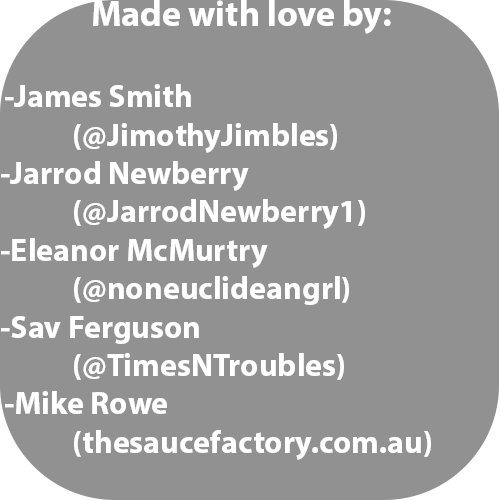 Made with love by:
-James Smith
(@JimothyJimbles)
-Jarrod Newberry
(@JarrodNewberry1)
-Eleanor McMurtry
(@noneuclideangrl)
-Sav Ferguson
(@TimesNTroubles)
-Mike Rowe
(thesaucefactory.com.au)